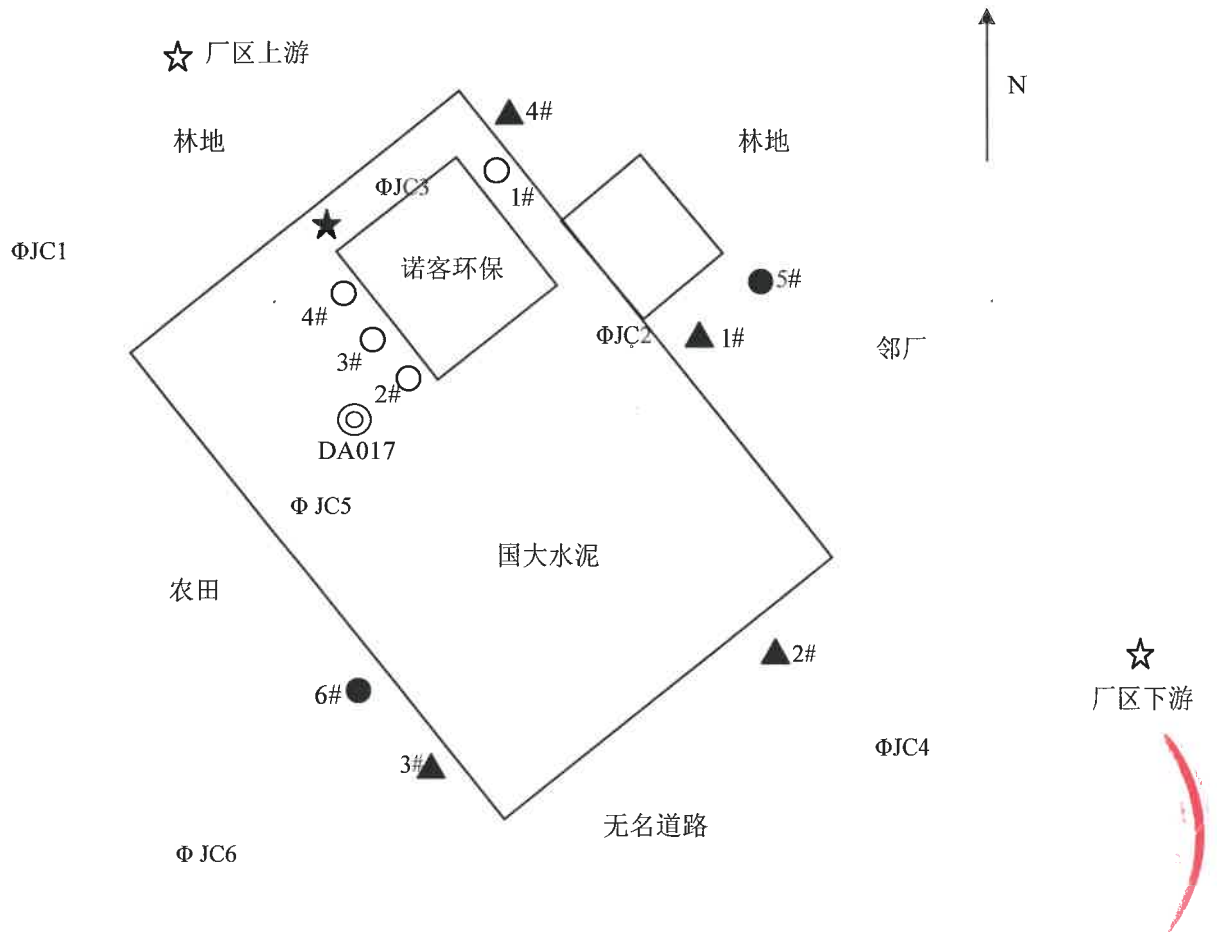 厂区上游
N
4#
林地
林地
ΦJC3
1#
ΦJC1
诺客环保
5#
4#
ΦJC2
1#
邻厂
3#
2#
DA017
Φ JC5
国大水泥
农田
2#
6#
厂区下游
ΦJC4
3#
无名道路
Φ JC6